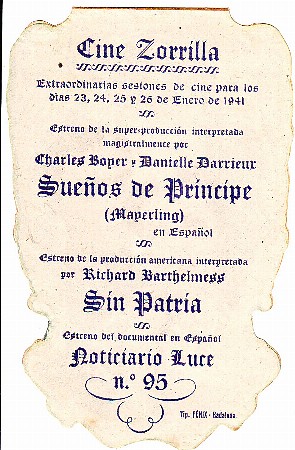 Cine Zorrilla
Extraordinarias sesiones de cine para los
días 23, 24, 25 y 26 de Enero de 1941
Estreno de la super-producción interpretada
magistralmente por
Charles Boyer y Danielle Darrieur
Sueños de Príncipe
(Mayerling)
en Español
Estreno de la producción americana interpretada
por Richard Barthelmess
Sin Patria
Estreno del documental en Español
Noticiario Luce
n.º 95
Tip. FÉNIX - Badalona